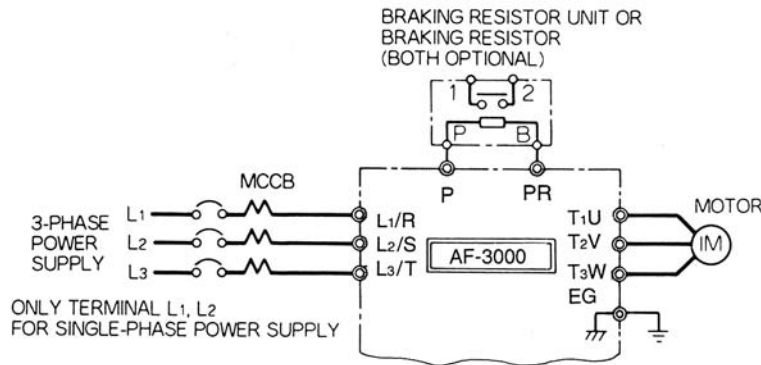 BRAKING RESISTOR UNIT OR
BRAKING RESISTOR
(BOTH OPTIONAL)
1 2
P B
P PR
MCCB
3-PHASE
POWER
SUPPLY
L1
L2
L3
L1/R
L2/S
L3/T
AF-3000
T1U
T2V
T3W
EG
MOTOR
IM
ONLY TERMINAL L1, L2
FOR SINGLE-PHASE POWER SUPPLY